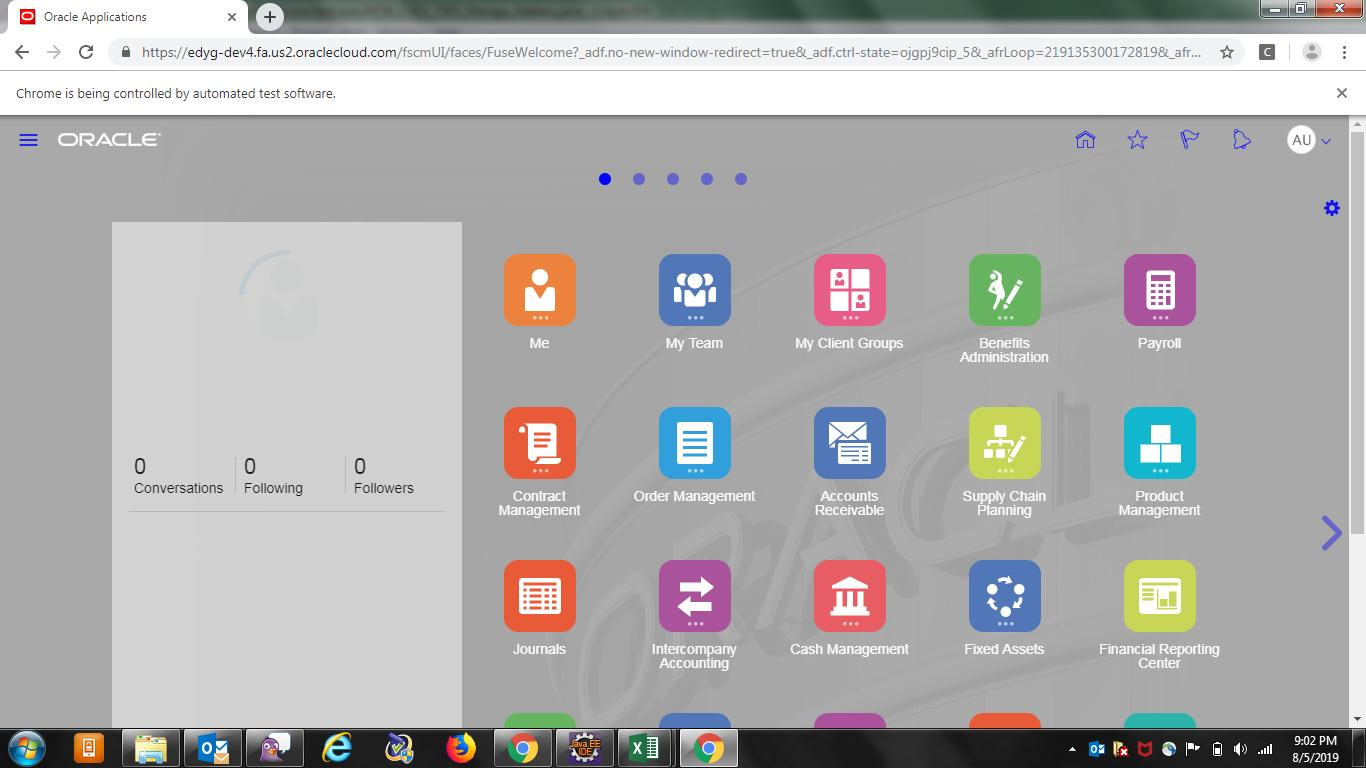 Oracle Applications
https://edyg-dev4.fa.us2.oraclecloud.com/fscmUI/faces/FuseWelcome?_adf.no-new-window-redirect=true&_adf.ctrl-state=ojgpj9cip_5&_afrLoop=219135300172819&_afr...
C
Chrome is being controlled by automated test software.
ORACLE
AU
Me
My Team
My Client Groups
Benefits
Administration
Payroll
0
Conversations
0
Following
0
Followers
Contract
Management
Order Management
Accounts
Receivable
Supply Chain
Planning
Product
Management
Journals
Intercompany
Accounting
Cash Management
Fixed Assets
Financial Reporting
Center
Java EE
IDE
9:02 PM
8/5/2019